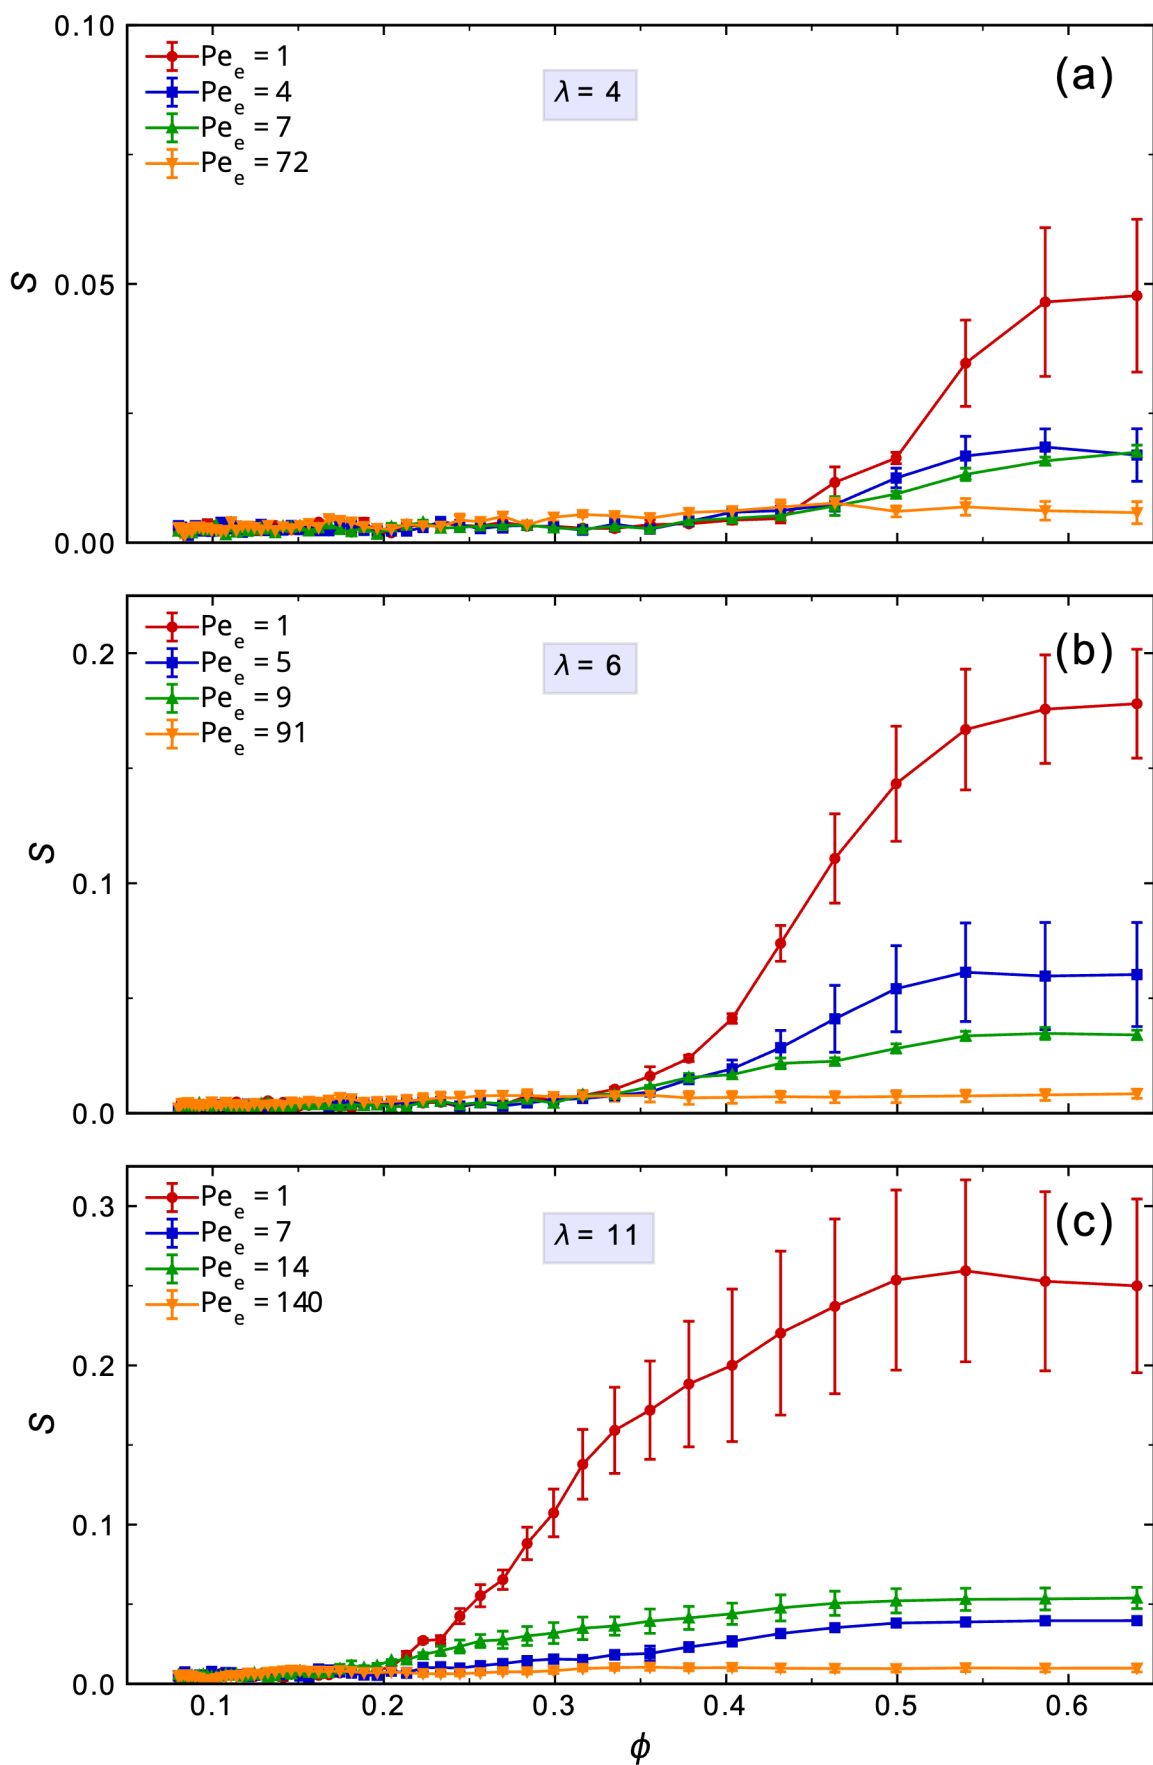 0.10
Pe_e = 1
Pe_e = 4
Pe_e = 7
Pe_e = 72
λ = 4
(a)
S
0.05
0.00
Pe_e = 1
Pe_e = 5
Pe_e = 9
Pe_e = 91
λ = 6
(b)
0.2
S
0.1
0.0
Pe_e = 1
Pe_e = 7
Pe_e = 14
Pe_e = 140
λ = 11
(c)
0.3
0.2
S
0.1
0.0
0.1 0.2 0.3 0.4 0.5 0.6
ϕ